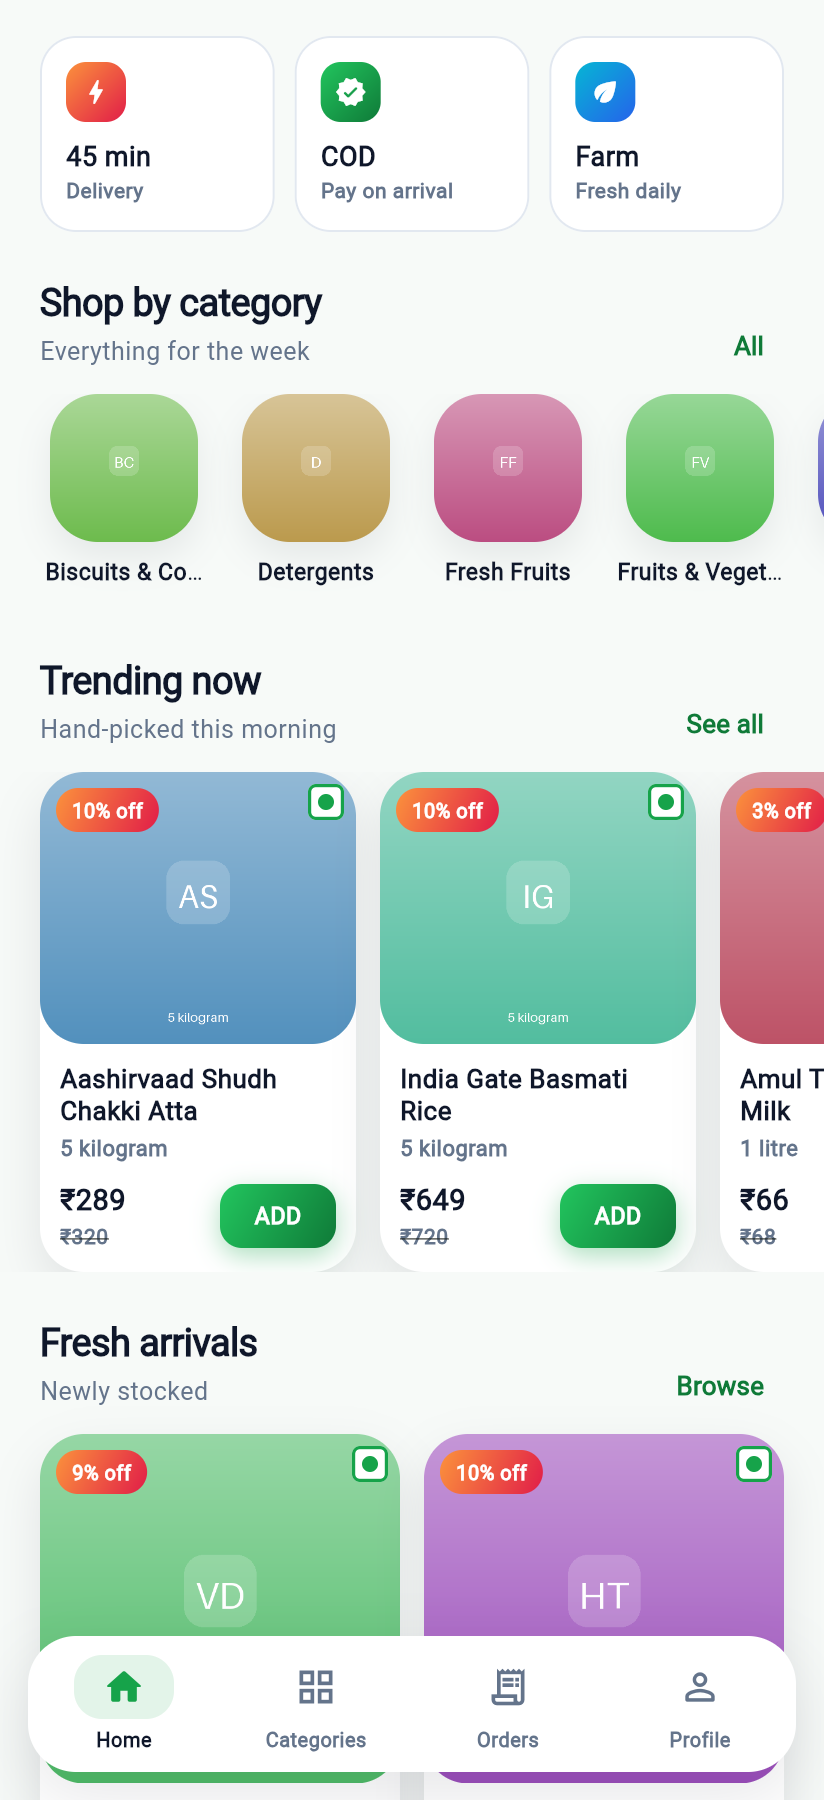 45 min
Delivery
COD
Pay on arrival
Farm
Fresh daily
Shop by category
Everything for the week
All
BC
D
FF
FV
Biscuits & Co...
Detergents
Fresh Fruits
Fruits & Veget...
Trending now
Hand-picked this morning
See all
10% off
AS
5 kilogram
Aashirvaad Shudh
Chakki Atta
5 kilogram
₹289
₹320
ADD
10% off
IG
5 kilogram
India Gate Basmati
Rice
5 kilogram
₹649
₹720
ADD
3% off
Amul T
Milk
1 litre
₹66
₹68
Fresh arrivals
Newly stocked
Browse
9% off
VD
10% off
HT
Home
Categories
Orders
Profile